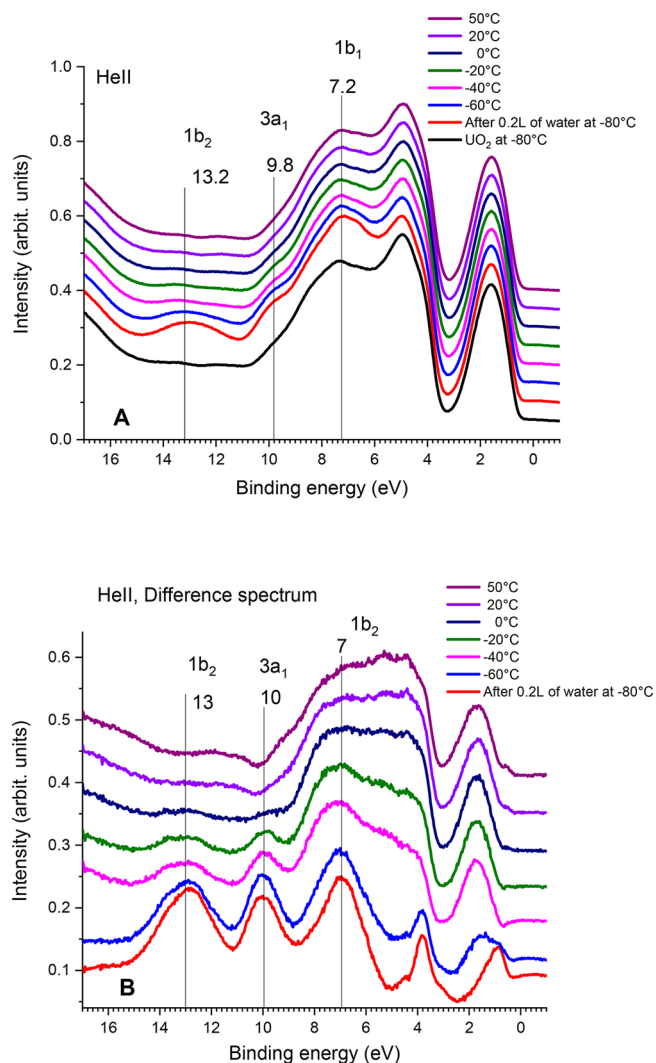 50°C
20°C
0°C
-20°C
-40°C
-60°C
After 0.2L of water at -80°C
UO₂ at -80°C
HeII
1b₁
7.2
3a₁
9.8
1b₂
13.2
1.0
0.8
0.6
0.4
0.2
0.0
Intensity (arbit. units)
A
16 14 12 10 8 6 4 2 0
Binding energy (eV)
HeII, Difference spectrum
50°C
20°C
0°C
-20°C
-40°C
-60°C
After 0.2L of water at -80°C
1b₂
7
1b₂
13
3a₁
10
0.6
0.5
0.4
0.3
0.2
0.1
Intensity (arbit. units)
B
16 14 12 10 8 6 4 2 0
Binding energy (eV)